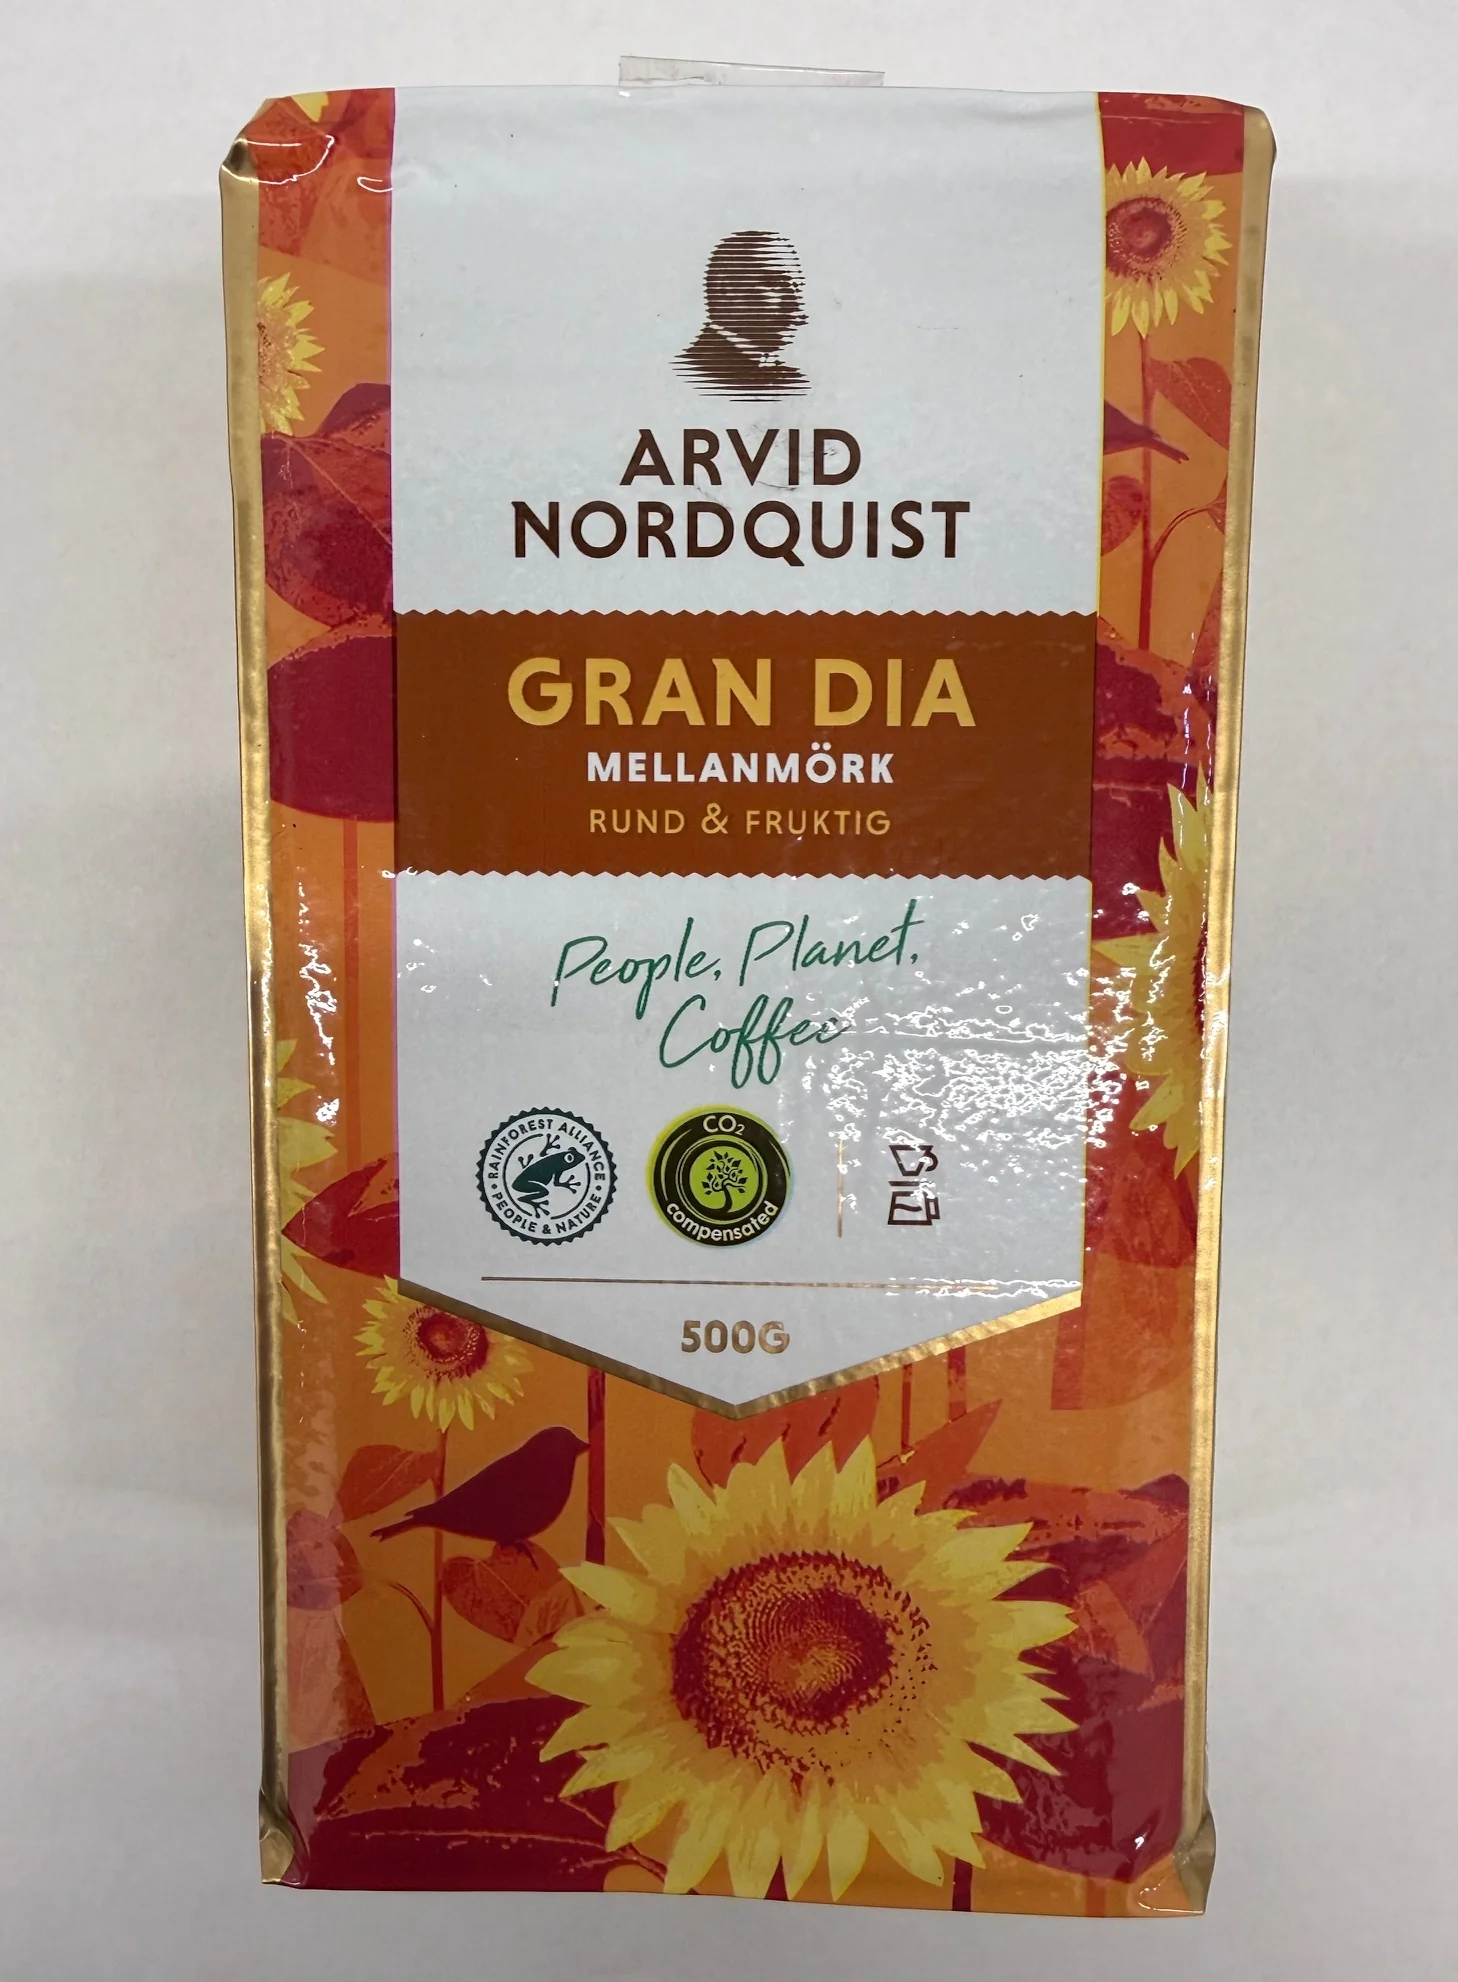 ARVID
NORDQUIST
GRAN DIA
MELLANMÖRK
RUND & FRUKTIG
People, Planet,
Coffee
RAINFOREST ALLIANCE
PEOPLE & NATURE
CO₂
compensated
500G